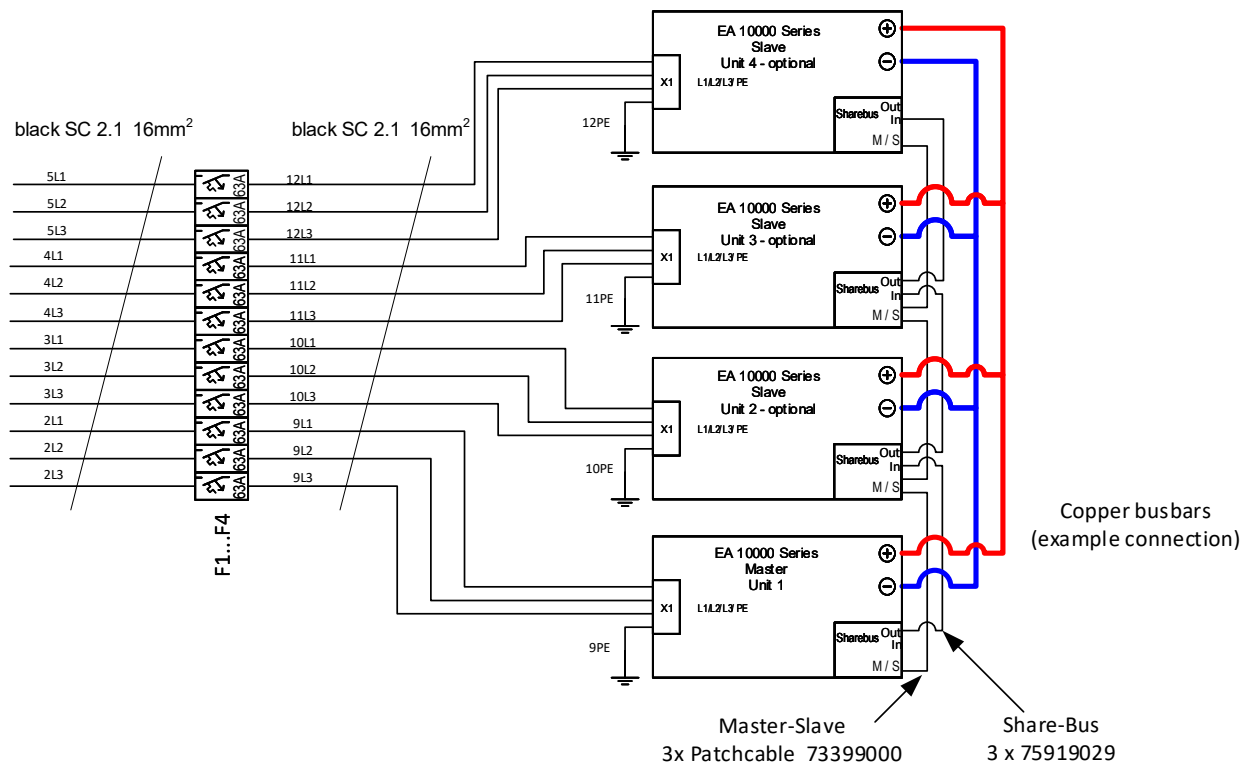 EA 10000 Series
Slave
Unit 4 - optional
X1
L1/L2/L3/ PE
Sharebus
Out
In
M / S
12PE
black SC 2.1 16mm²
black SC 2.1 16mm²
5L1
63A
12L1
5L2
63A
12L2
5L3
63A
12L3
4L1
63A
11L1
4L2
63A
11L2
4L3
63A
11L3
3L1
63A
10L1
3L2
63A
10L2
3L3
63A
10L3
2L1
63A
9L1
2L2
63A
9L2
2L3
63A
9L3
F1...F4
EA 10000 Series
Slave
Unit 3 - optional
X1
L1/L2/L3/ PE
Sharebus
Out
In
M / S
11PE
EA 10000 Series
Slave
Unit 2 - optional
X1
L1/L2/L3/ PE
Sharebus
Out
In
M / S
10PE
EA 10000 Series
Master
Unit 1
X1
L1/L2/L3/ PE
Sharebus
Out
In
M / S
9PE
Copper busbars
(example connection)
Master-Slave
3x Patchcable 73399000
Share-Bus
3 x 75919029